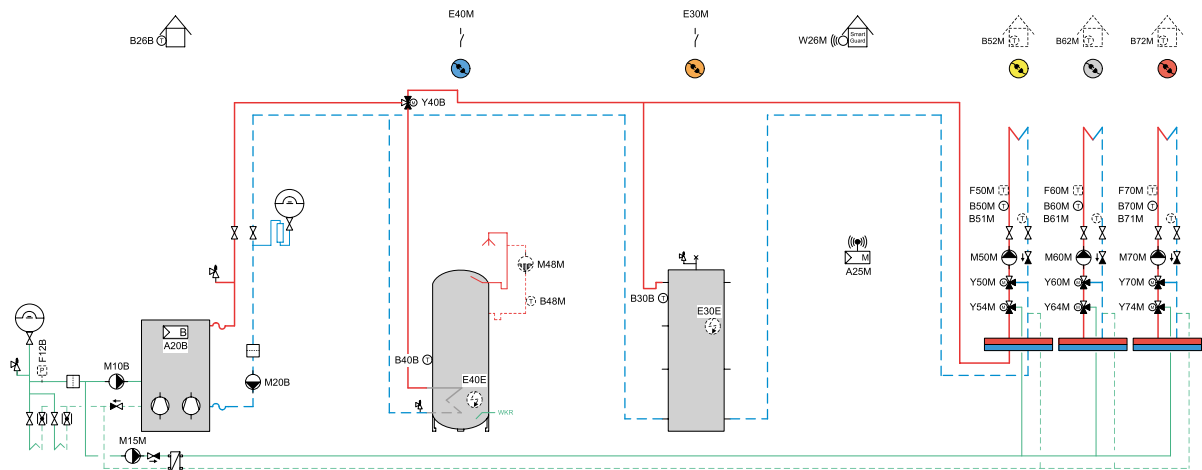 E40M
E30M
B26B
T
W26M
Smart
Guard
B52M
T
B62M
T
B72M
T
Y40B
F50M
T
F60M
T
F70M
T
B50M
T
B60M
T
B70M
T
B51M
T
B61M
T
B71M
T
M
A25M
M48M
M50M
M60M
M70M
Y50M
Y60M
Y70M
B48M
T
B30B
T
E30E
Y54M
Y64M
Y74M
B
A20B
F12B
M10B
B40B
T
M20B
E40E
WKR
M15M